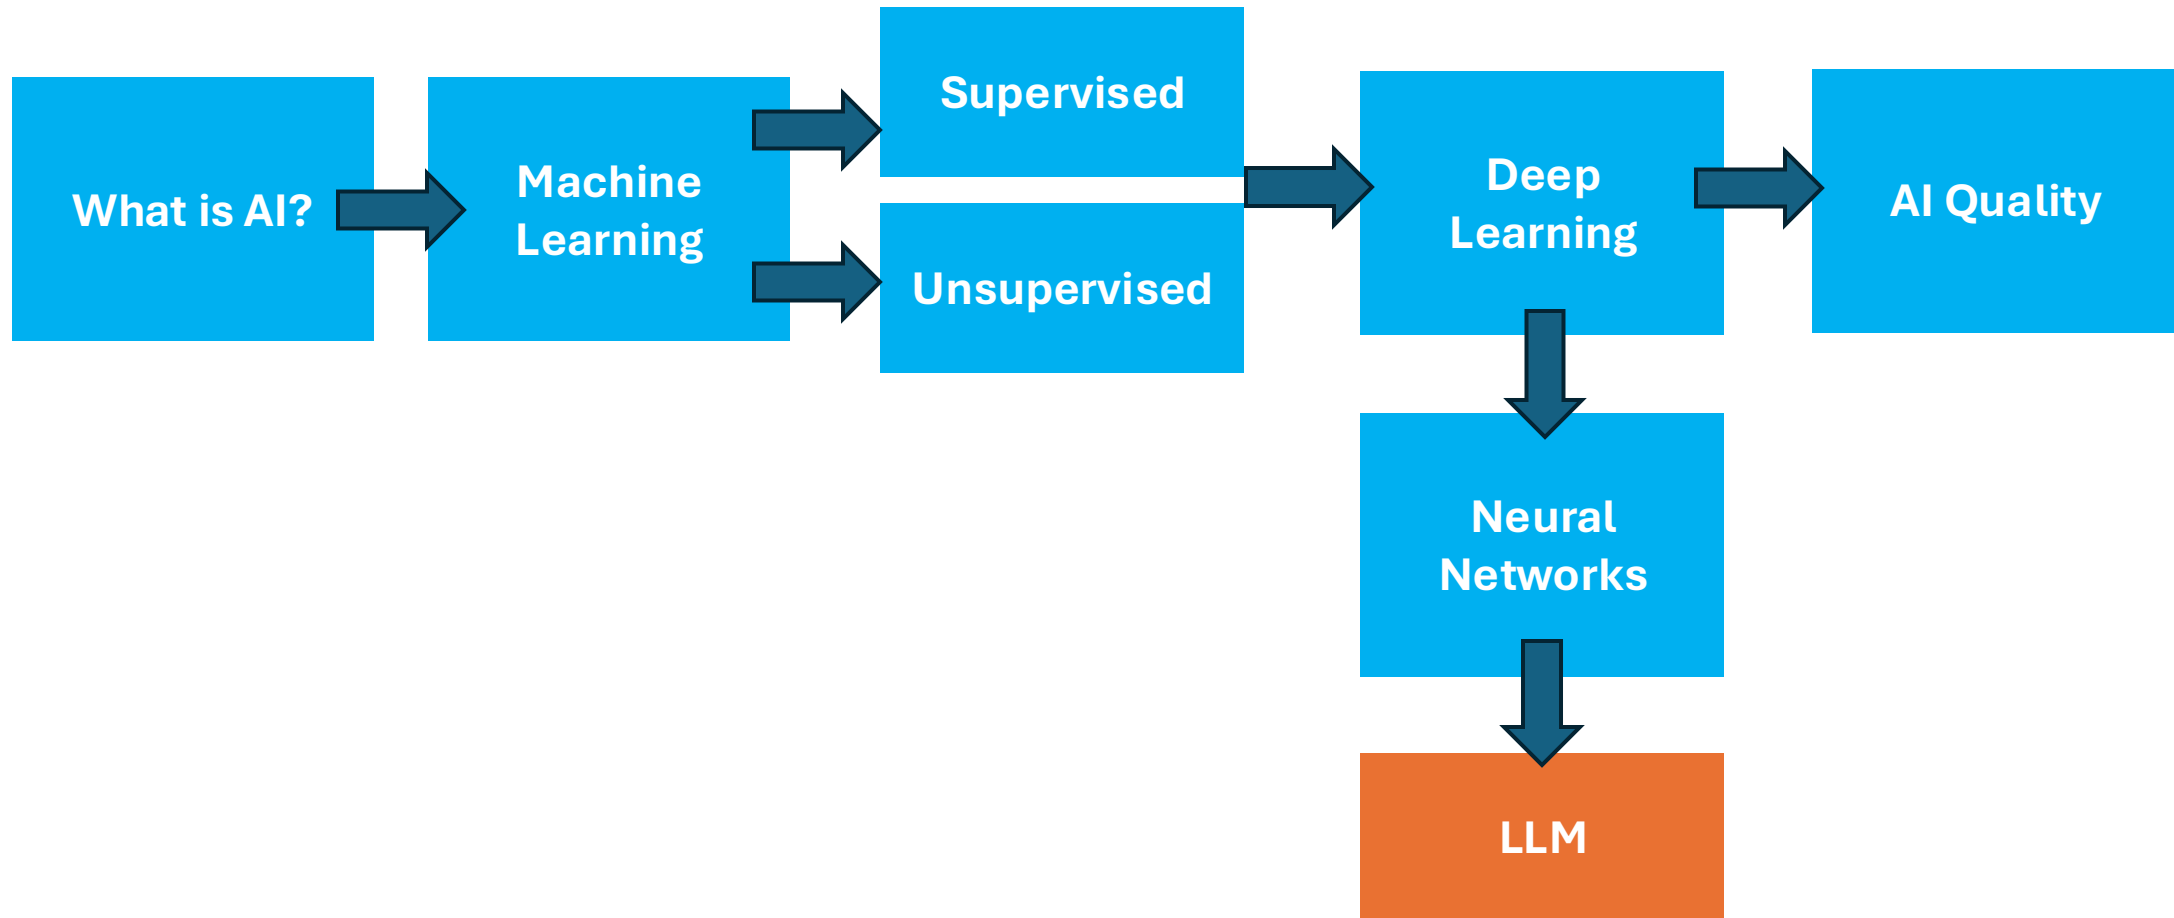 What is AI?
Machine
Learning
Supervised
Unsupervised
Deep
Learning
AI Quality
Neural
Networks
LLM